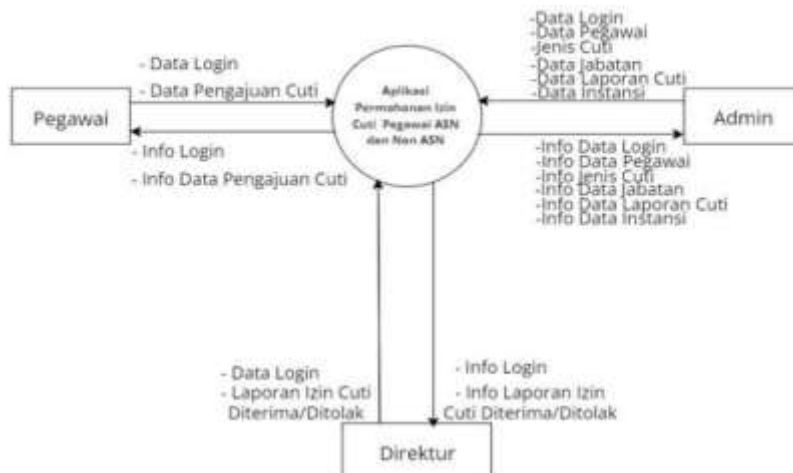 - Data Login
- Data Pengajuan Cuti
Pegawai
- Info Login
- Info Data Pengajuan Cuti
Aplikasi
Permahanan Izin
Cuti Pegawai ASN
dan Non ASN
-Data Login
-Data Pegawai
-Jenis Cuti
-Data Jabatan
-Data Laporan Cuti
-Data Instansi
Admin
-Info Data Login
-Info Data Pegawai
-Info Jenis Cuti
-Info Data Jabatan
-Info Data Laporan Cuti
-Info Data Instansi
- Data Login
- Laporan Izin Cuti
Diterima/Ditolak
- Info Login
- Info Laporan Izin
Cuti Diterima/Ditolak
Direktur